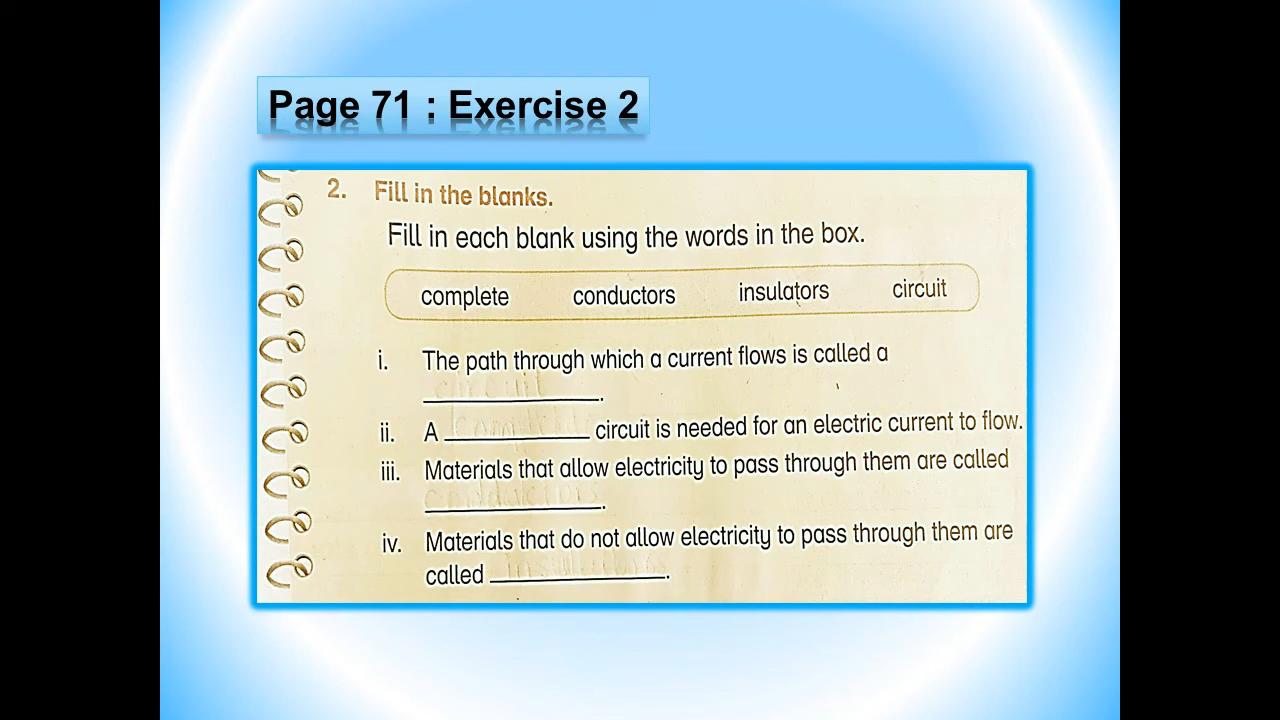 Page 71 : Exercise 2
2. Fill in the blanks.
Fill in each blank using the words in the box.
complete conductors insulators circuit
i. The path through which a current flows is called a
circuit.
ii. A complete circuit is needed for an electric current to flow.
iii. Materials that allow electricity to pass through them are called
conductors.
iv. Materials that do not allow electricity to pass through them are
called insulators.